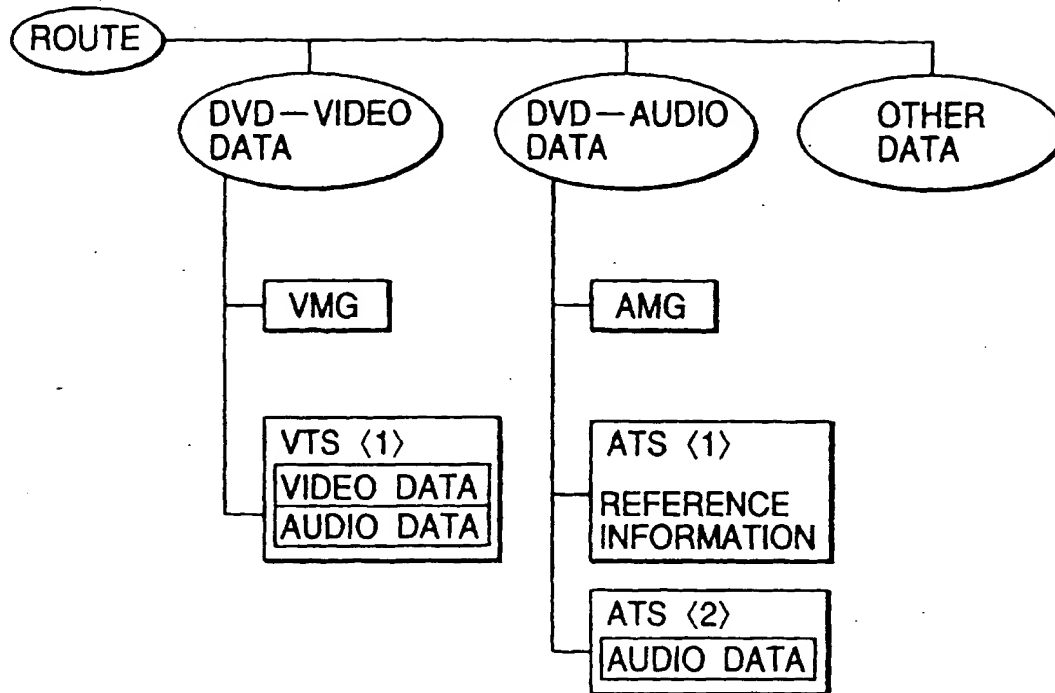 ROUTE
DVD—VIDEO
DATA
DVD—AUDIO
DATA
OTHER
DATA
VMG
AMG
VTS 〈1〉
VIDEO DATA
AUDIO DATA
ATS 〈1〉
REFERENCE
INFORMATION
ATS 〈2〉
AUDIO DATA